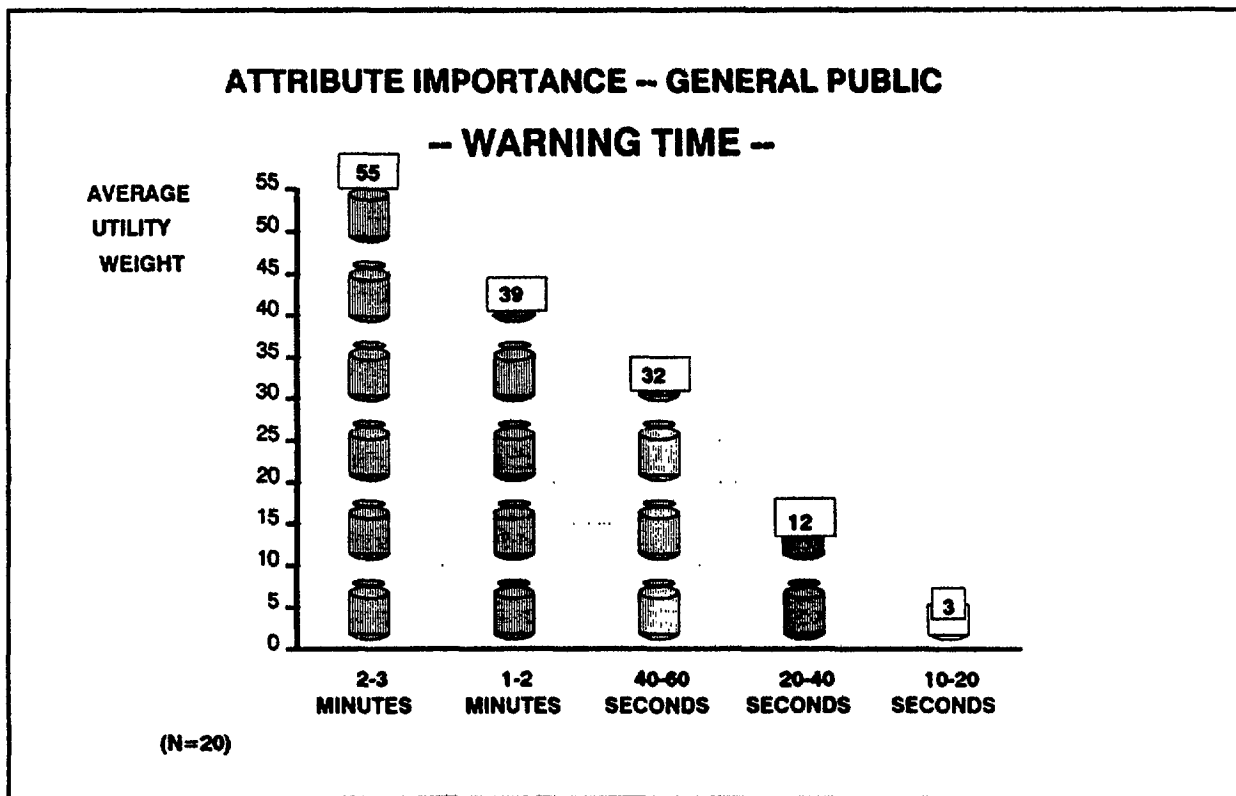 ATTRIBUTE IMPORTANCE -- GENERAL PUBLIC
-- WARNING TIME --
AVERAGE
UTILITY
WEIGHT
55
50
45
40
35
30
25
20
15
10
5
0
55
39
32
12
3
2-3 MINUTES
1-2 MINUTES
40-60 SECONDS
20-40 SECONDS
10-20 SECONDS
(N=20)